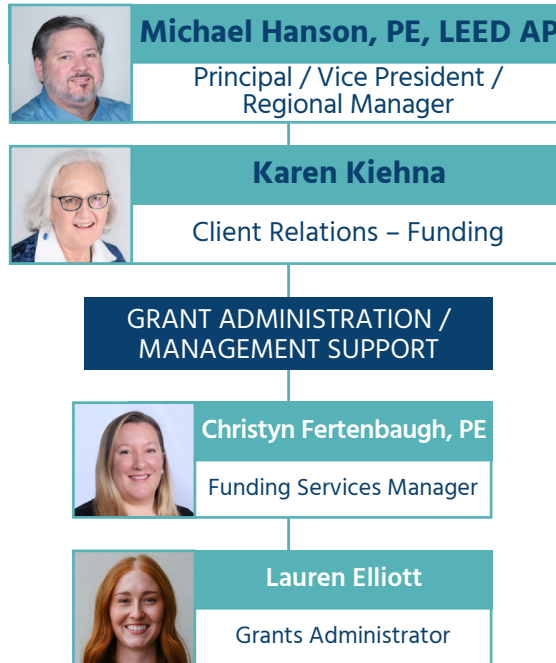 Michael Hanson, PE, LEED AP
Principal / Vice President /
Regional Manager
Karen Kiehna
Client Relations – Funding
GRANT ADMINISTRATION /
MANAGEMENT SUPPORT
Christyn Fertenbaugh, PE
Funding Services Manager
Lauren Elliott
Grants Administrator